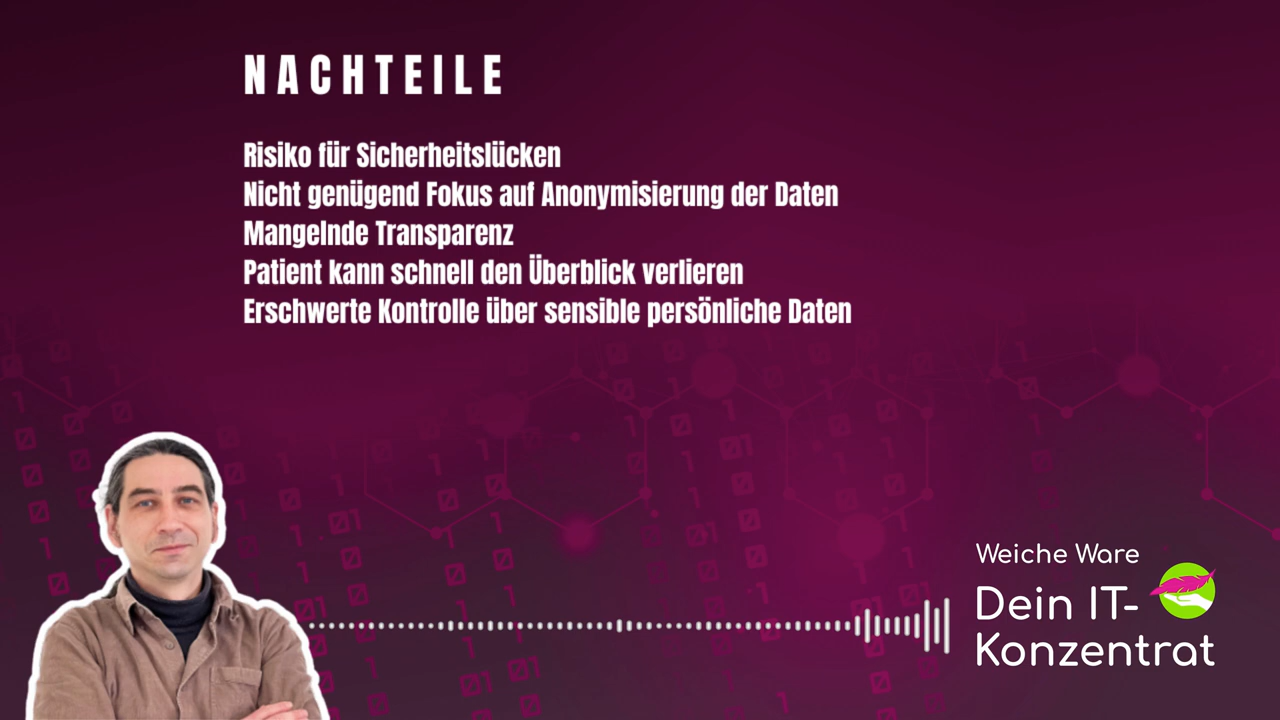 NACHTEILE
Risiko für Sicherheitslücken
Nicht genügend Fokus auf Anonymisierung der Daten
Mangelnde Transparenz
Patient kann schnell den Überblick verlieren
Erschwerte Kontrolle über sensible persönliche Daten
Weiche Ware
Dein IT-
Konzentrat